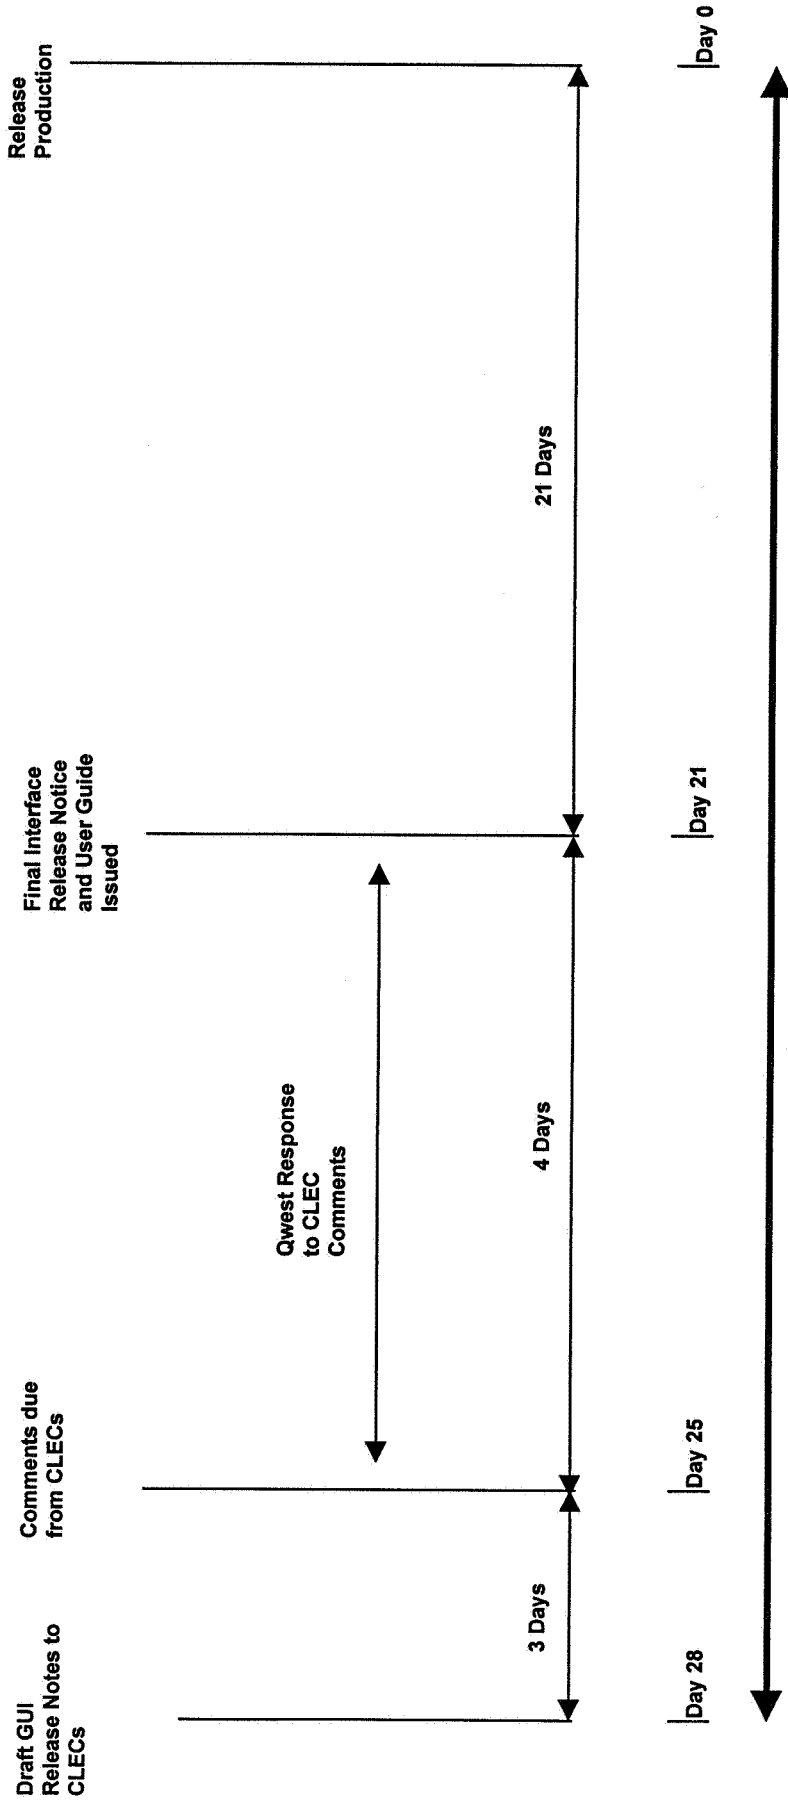 Draft GUI
Release Notes to
CLECs
Comments due
from CLECs
Final Interface
Release Notice
and User Guide
Issued
Release
Production
Qwest Response
to CLEC
Comments
3 Days
4 Days
21 Days
Day 28
Day 25
Day 21
Day 0